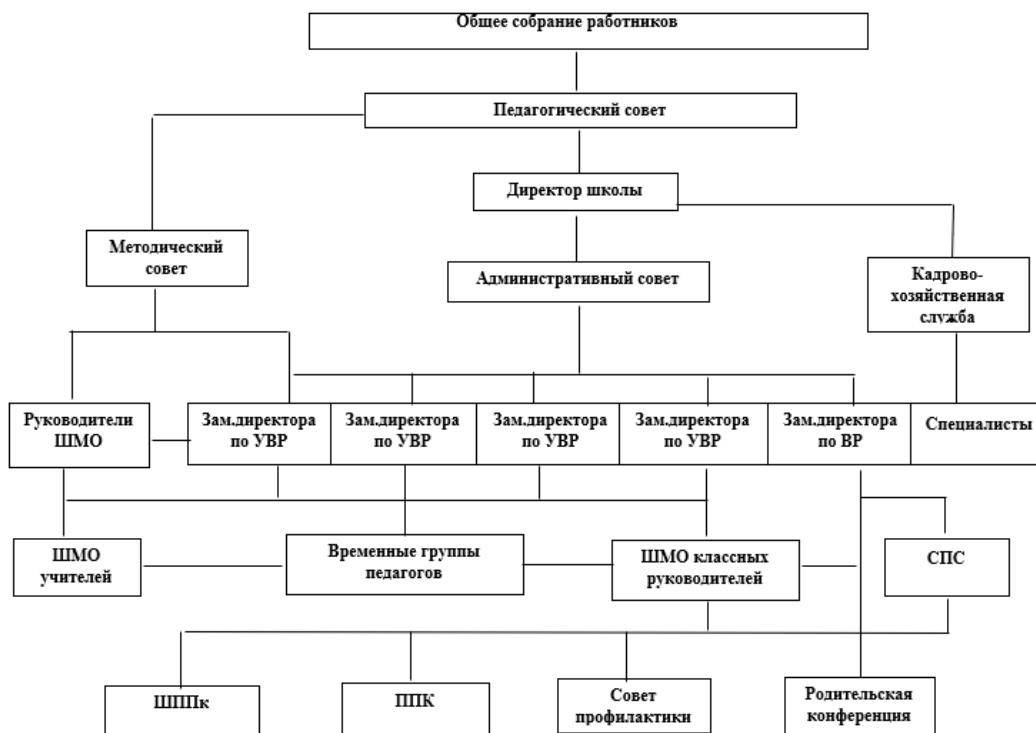 Общее собрание работников
Педагогический совет
Директор школы
Методический
совет
Административный совет
Кадрово-
хозяйственная
служба
Руководители
ШМО
Зам.директора
по УВР
Зам.директора
по УВР
Зам.директора
по УВР
Зам.директора
по УВР
Зам.директора
по ВР
Специалисты
ШМО
учителей
Временные группы
педагогов
ШМО классных
руководителей
СПС
ШППк
ППК
Совет
профилактики
Родительская
конференция